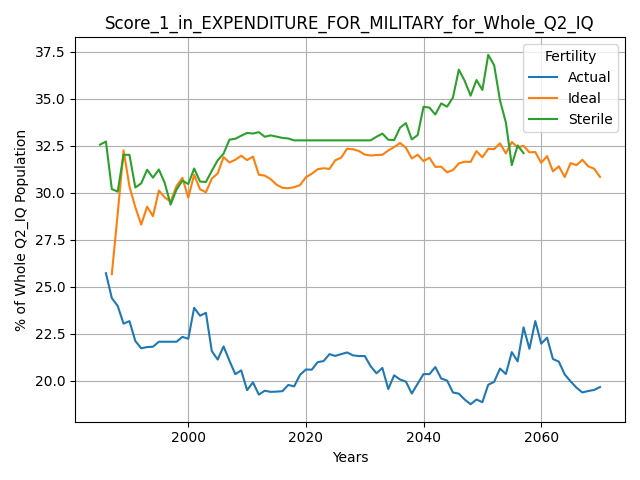 Score_1_in_EXPENDITURE_FOR_MILITARY_for_Whole_Q2_IQ
% of Whole Q2_IQ Population
37.5
35.0
32.5
30.0
27.5
25.0
22.5
20.0
Fertility
Actual
Ideal
Sterile
2000
2020
2040
2060
Years